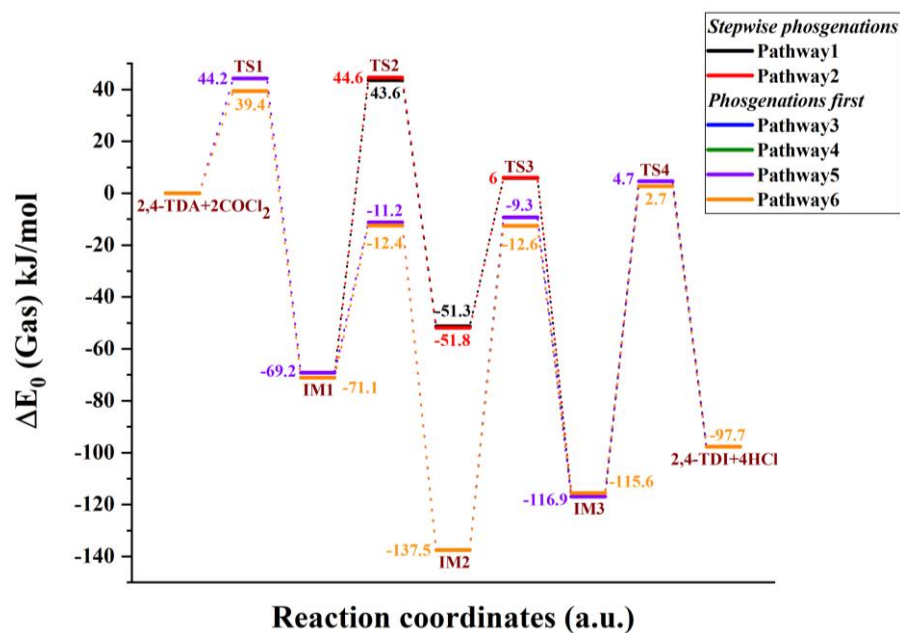 Stepwise phosgenations
Pathway1
Pathway2
Phosgenations first
Pathway3
Pathway4
Pathway5
Pathway6
TS1
44.2
39.4
TS2
44.6
43.6
TS3
6
-9.3
-12.6
TS4
4.7
2.7
2,4-TDA+2COCl₂
-11.2
-12.4
-51.3
-51.8
-69.2
IM1
-71.1
-97.7
2,4-TDI+4HCl
-116.9
-115.6
IM3
-137.5
IM2
40
20
0
-20
-40
-60
-80
-100
-120
-140
ΔE₀ (Gas) kJ/mol
Reaction coordinates (a.u.)